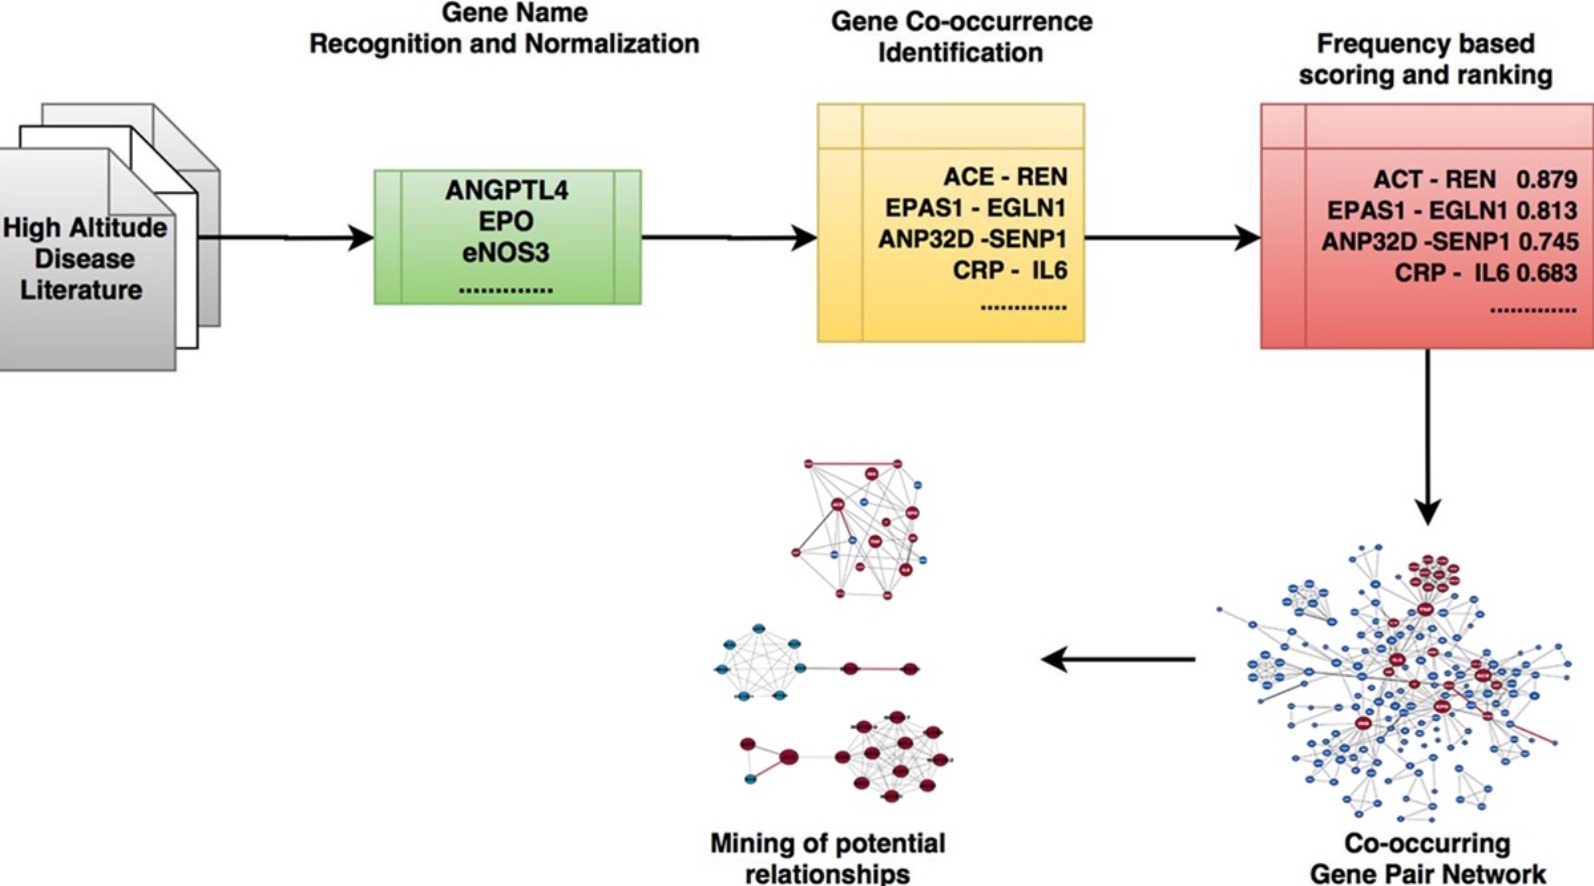 Gene Name
Recognition and Normalization
Gene Co-occurrence
Identification
Frequency based
scoring and ranking
High Altitude
Disease
Literature
ANGPTL4
EPO
eNOS3
.............
ACE - REN
EPAS1 - EGLN1
ANP32D -SENP1
CRP - IL6
.............
ACT - REN 0.879
EPAS1 - EGLN1 0.813
ANP32D -SENP1 0.745
CRP - IL6 0.683
.............
Mining of potential
relationships
Co-occurring
Gene Pair Network